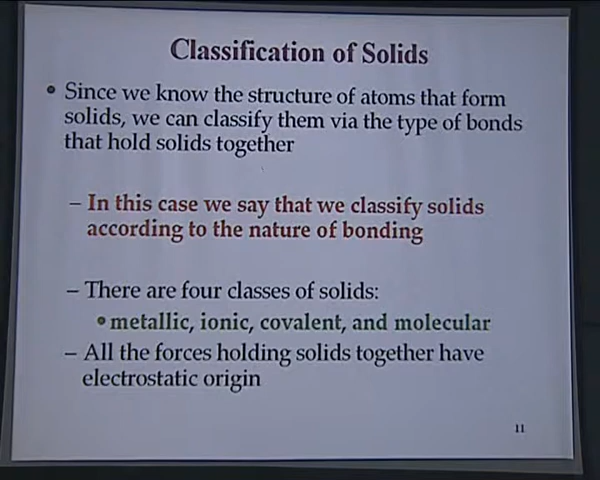 Classification of Solids
• Since we know the structure of atoms that form
solids, we can classify them via the type of bonds
that hold solids together
– In this case we say that we classify solids
according to the nature of bonding
– There are four classes of solids:
• metallic, ionic, covalent, and molecular
– All the forces holding solids together have
electrostatic origin
11